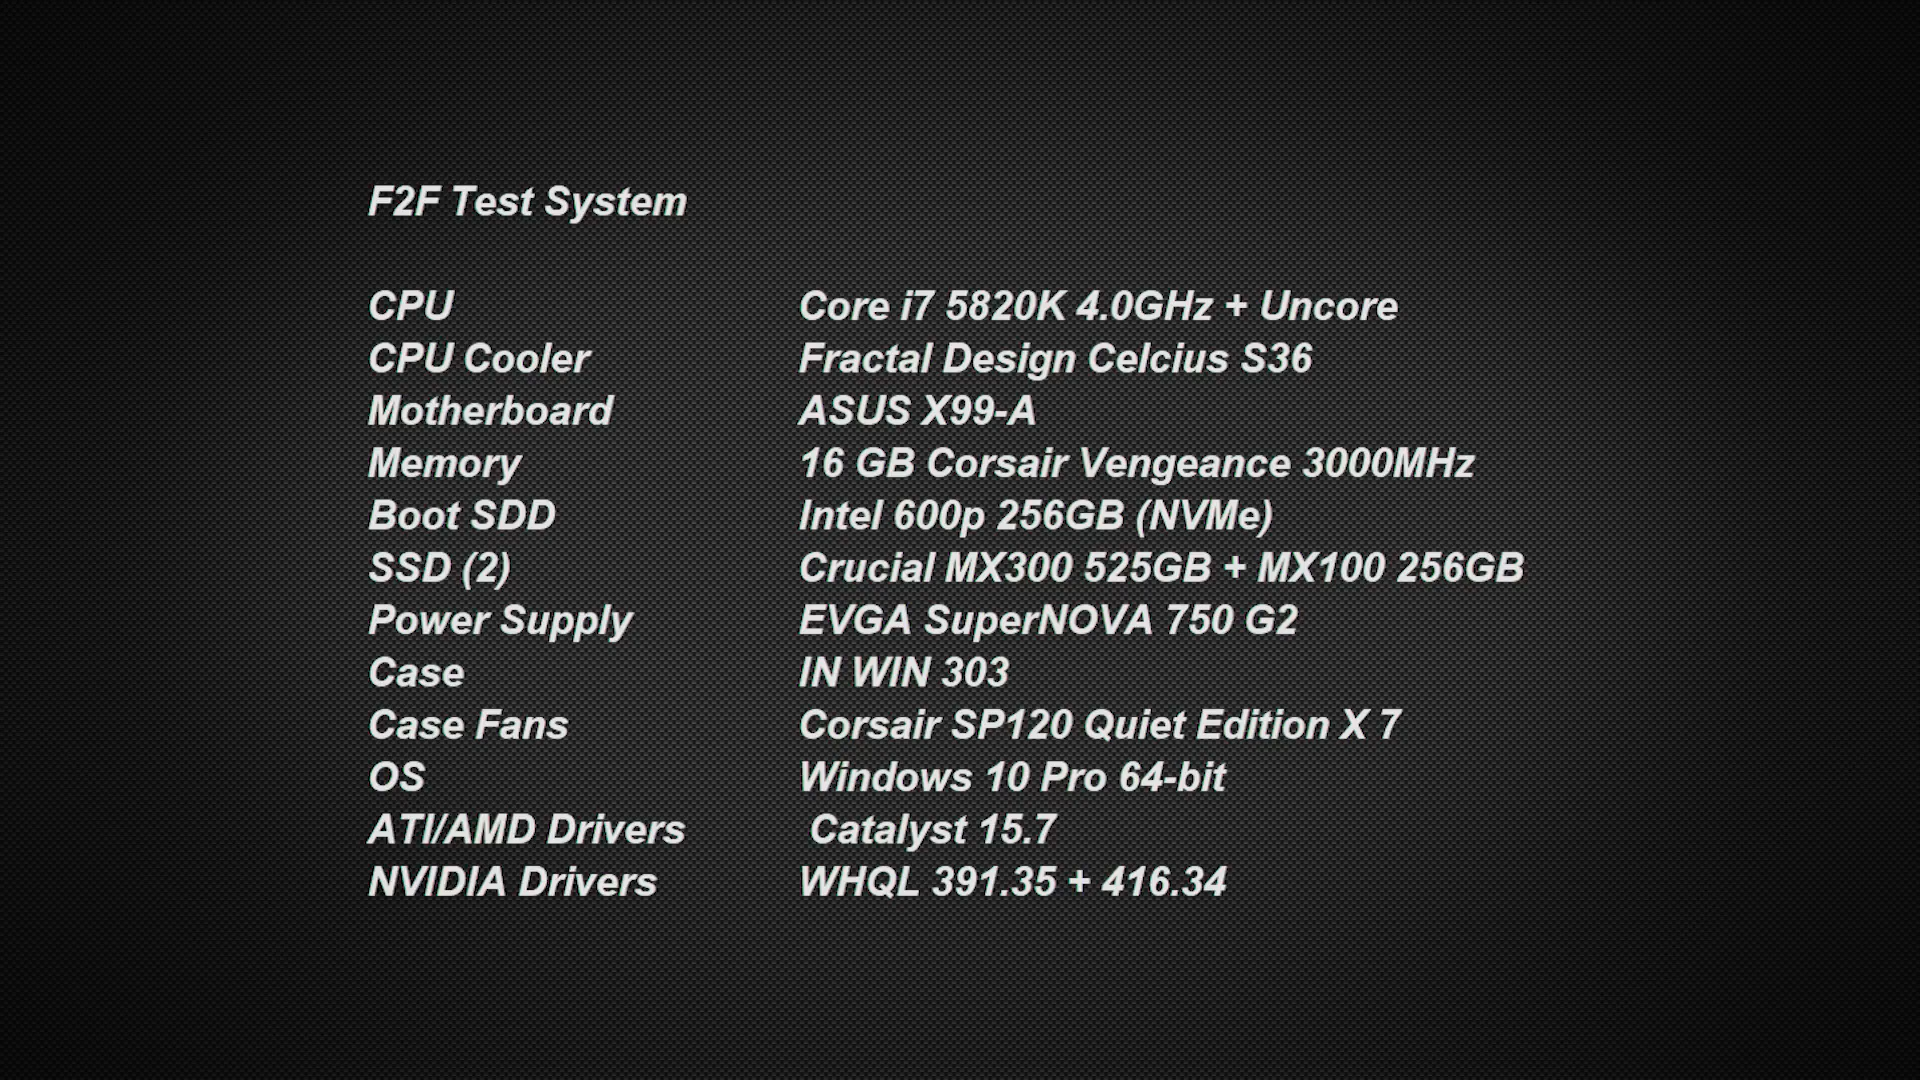 F2F Test System
CPU Core i7 5820K 4.0GHz + Uncore
CPU Cooler Fractal Design Celcius S36
Motherboard ASUS X99-A
Memory 16 GB Corsair Vengeance 3000MHz
Boot SDD Intel 600p 256GB (NVMe)
SSD (2) Crucial MX300 525GB + MX100 256GB
Power Supply EVGA SuperNOVA 750 G2
Case IN WIN 303
Case Fans Corsair SP120 Quiet Edition X 7
OS Windows 10 Pro 64-bit
ATI/AMD Drivers Catalyst 15.7
NVIDIA Drivers WHQL 391.35 + 416.34